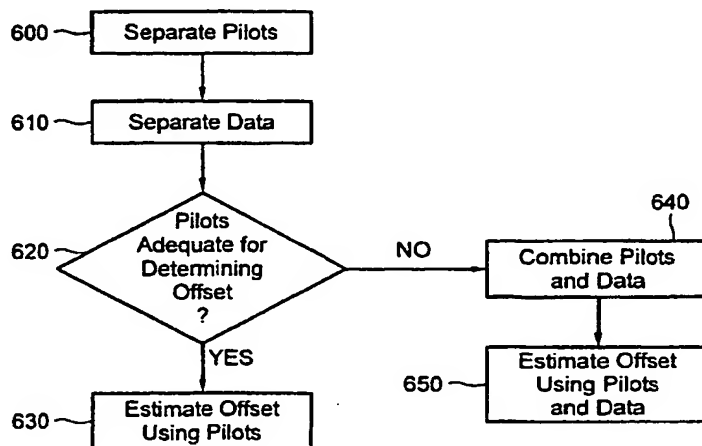 600
Separate Pilots
610
Separate Data
620
Pilots
Adequate for
Determining
Offset
?
NO
640
Combine Pilots
and Data
YES
630
Estimate Offset
Using Pilots
650
Estimate Offset
Using Pilots
and Data